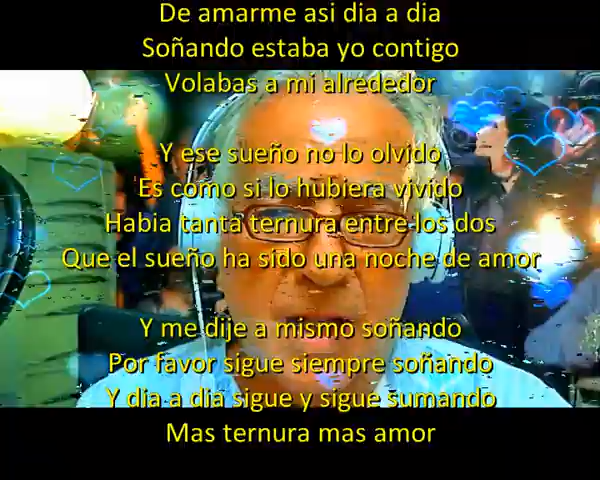 De amarme asi dia a dia
Soñando estaba yo contigo
Volabas a mi alrededor
Y ese sueño no lo olvido
Es como si lo hubiera vivido
Habia tanta ternura entre los dos
Que el sueño ha sido una noche de amor
Y me dije a mismo soñando
Por favor sigue siempre soñando
Y dia a dia sigue y sigue sumando
Mas ternura mas amor